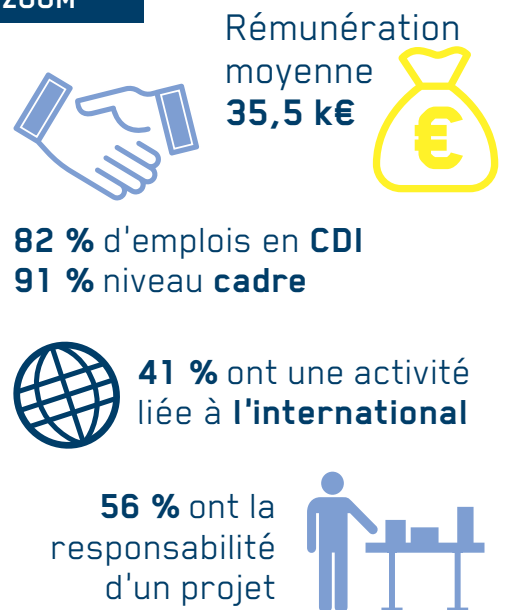 ZOOM
Rémunération
moyenne
35,5 k€
€
82 % d'emplois en CDI
91 % niveau cadre
41 % ont une activité
liée à l'international
56 % ont la
responsabilité
d'un projet